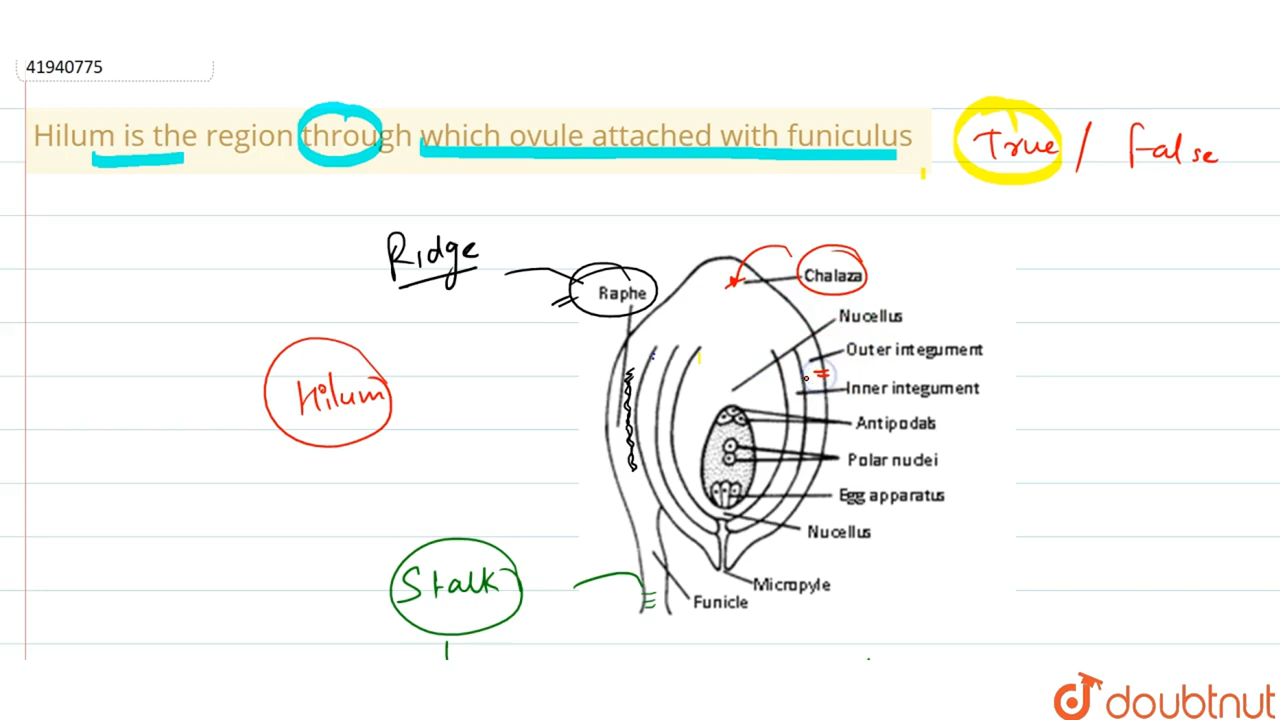 41940775
Hilum is the region through which ovule attached with funiculus True / False
Ridge
Raphe
Chalaza
Nucellus
Outer integument
Inner integument
Hilum
Antipodals
Polar nuclei
Egg apparatus
Nucellus
Stalk
Micropyle
Funicle
doubtnut